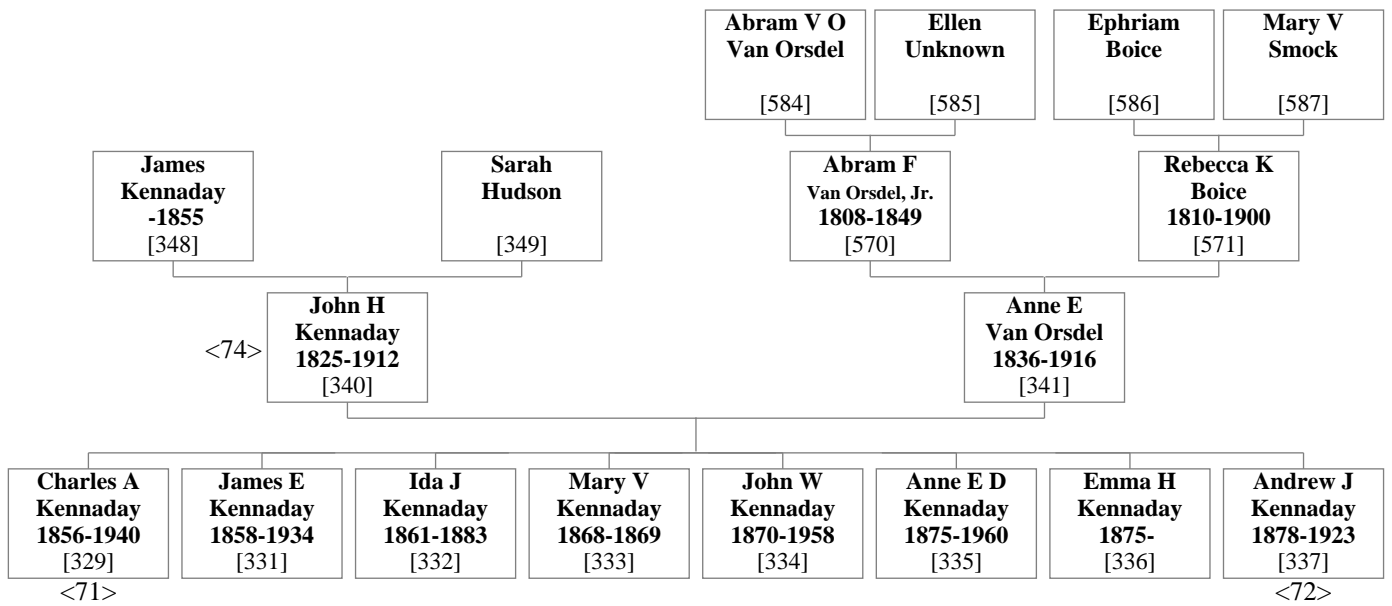 Abram V O
Van Orsdel
[584]
Ellen
Unknown
[585]
Ephriam
Boice
[586]
Mary V
Smock
[587]
James
Kennaday
-1855
[348]
Sarah
Hudson
[349]
Abram F
Van Orsdel, Jr.
1808-1849
[570]
Rebecca K
Boice
1810-1900
[571]
<74>
John H
Kennaday
1825-1912
[340]
Anne E
Van Orsdel
1836-1916
[341]
Charles A
Kennaday
1856-1940
[329]
<71>
James E
Kennaday
1858-1934
[331]
Ida J
Kennaday
1861-1883
[332]
Mary V
Kennaday
1868-1869
[333]
John W
Kennaday
1870-1958
[334]
Anne E D
Kennaday
1875-1960
[335]
Emma H
Kennaday
1875-
[336]
Andrew J
Kennaday
1878-1923
[337]
<72>